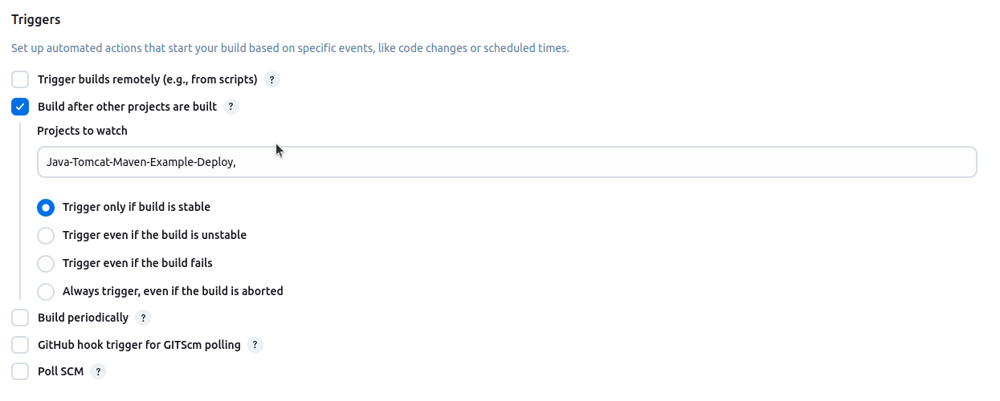 Triggers
Set up automated actions that start your build based on specific events, like code changes or scheduled times.
Trigger builds remotely (e.g., from scripts) ?
Build after other projects are built ?
Projects to watch
Java-Tomcat-Maven-Example-Deploy,
Trigger only if build is stable
Trigger even if the build is unstable
Trigger even if the build fails
Always trigger, even if the build is aborted
Build periodically ?
GitHub hook trigger for GITScm polling ?
Poll SCM ?